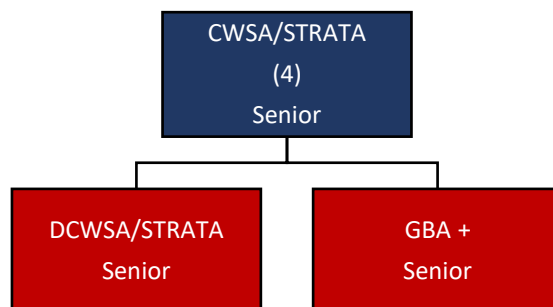 CWSA/STRATA
(4)
Senior
DCWSA/STRATA
Senior
GBA +
Senior